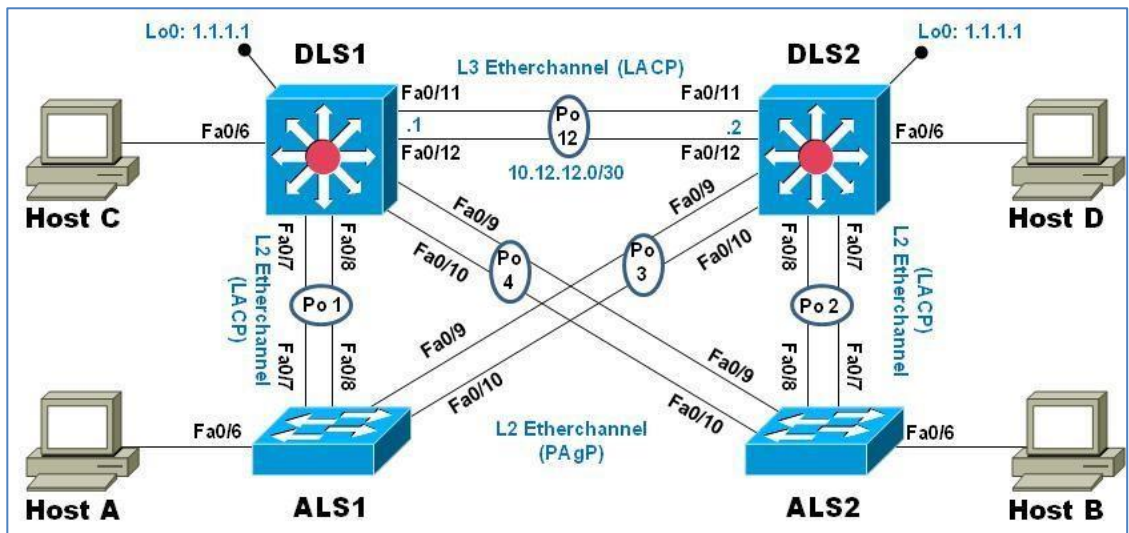 Lo0: 1.1.1.1
Lo0: 1.1.1.1
DLS1
DLS2
L3 Etherchannel (LACP)
Fa0/11
Fa0/11
Po
12
.1
.2
Fa0/6
Fa0/6
Fa0/12
Fa0/12
10.12.12.0/30
Host C
Host D
Fa0/9
Fa0/10
Po
4
Fa0/9
Fa0/10
Po
3
Fa0/7
Fa0/8
L2 Etherchannel
(LACP)
Po 1
Fa0/7
Fa0/8
Fa0/8
Fa0/7
L2 Etherchannel
(LACP)
Po 2
Fa0/8
Fa0/7
Fa0/9
Fa0/10
Fa0/9
Fa0/10
L2 Etherchannel
(PAgP)
Fa0/6
Fa0/6
Host A
ALS1
ALS2
Host B